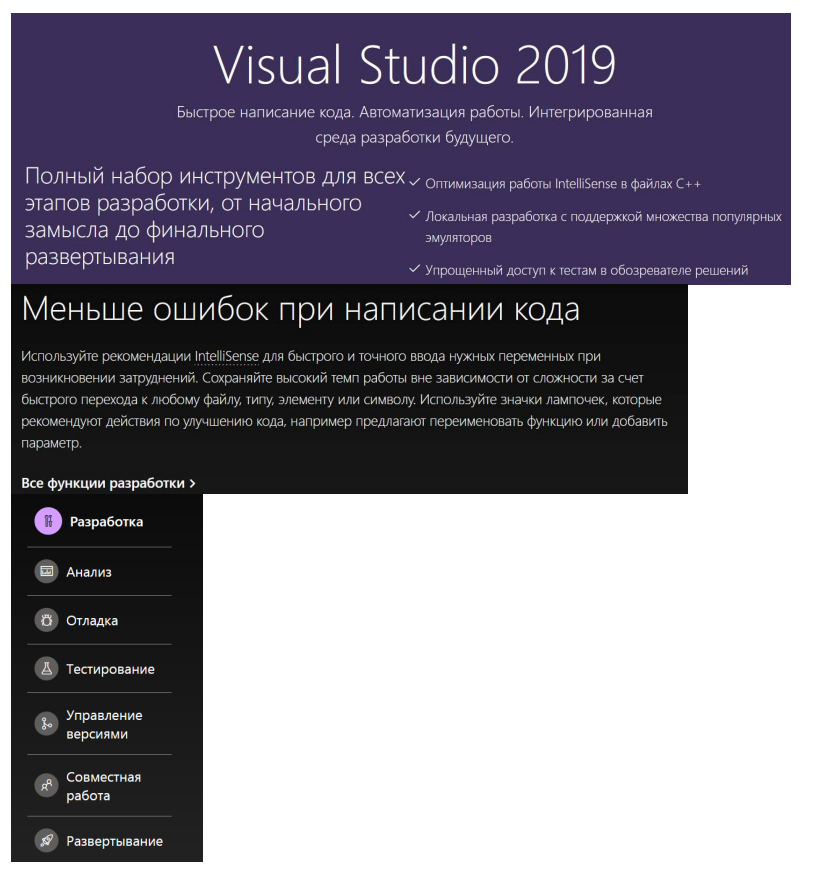 Visual Studio 2019
Быстрое написание кода. Автоматизация работы. Интегрированная
среда разработки будущего.
Полный набор инструментов для всех
этапов разработки, от начального
замысла до финального
развертывания
Оптимизация работы IntelliSense в файлах C++
Локальная разработка с поддержкой множества популярных
эмуляторов
Упрощенный доступ к тестам в обозревателе решений
Меньше ошибок при написании кода
Используйте рекомендации IntelliSense для быстрого и точного ввода нужных переменных при
возникновении затруднений. Сохраняйте высокий темп работы вне зависимости от сложности за счет
быстрого перехода к любому файлу, типу, элементу или символу. Используйте значки лампочек, которые
рекомендуют действия по улучшению кода, например предлагают переименовать функцию или добавить
параметр.
Все функции разработки >
Разработка
Анализ
Отладка
Тестирование
Управление
версиями
Совместная
работа
Развертывание